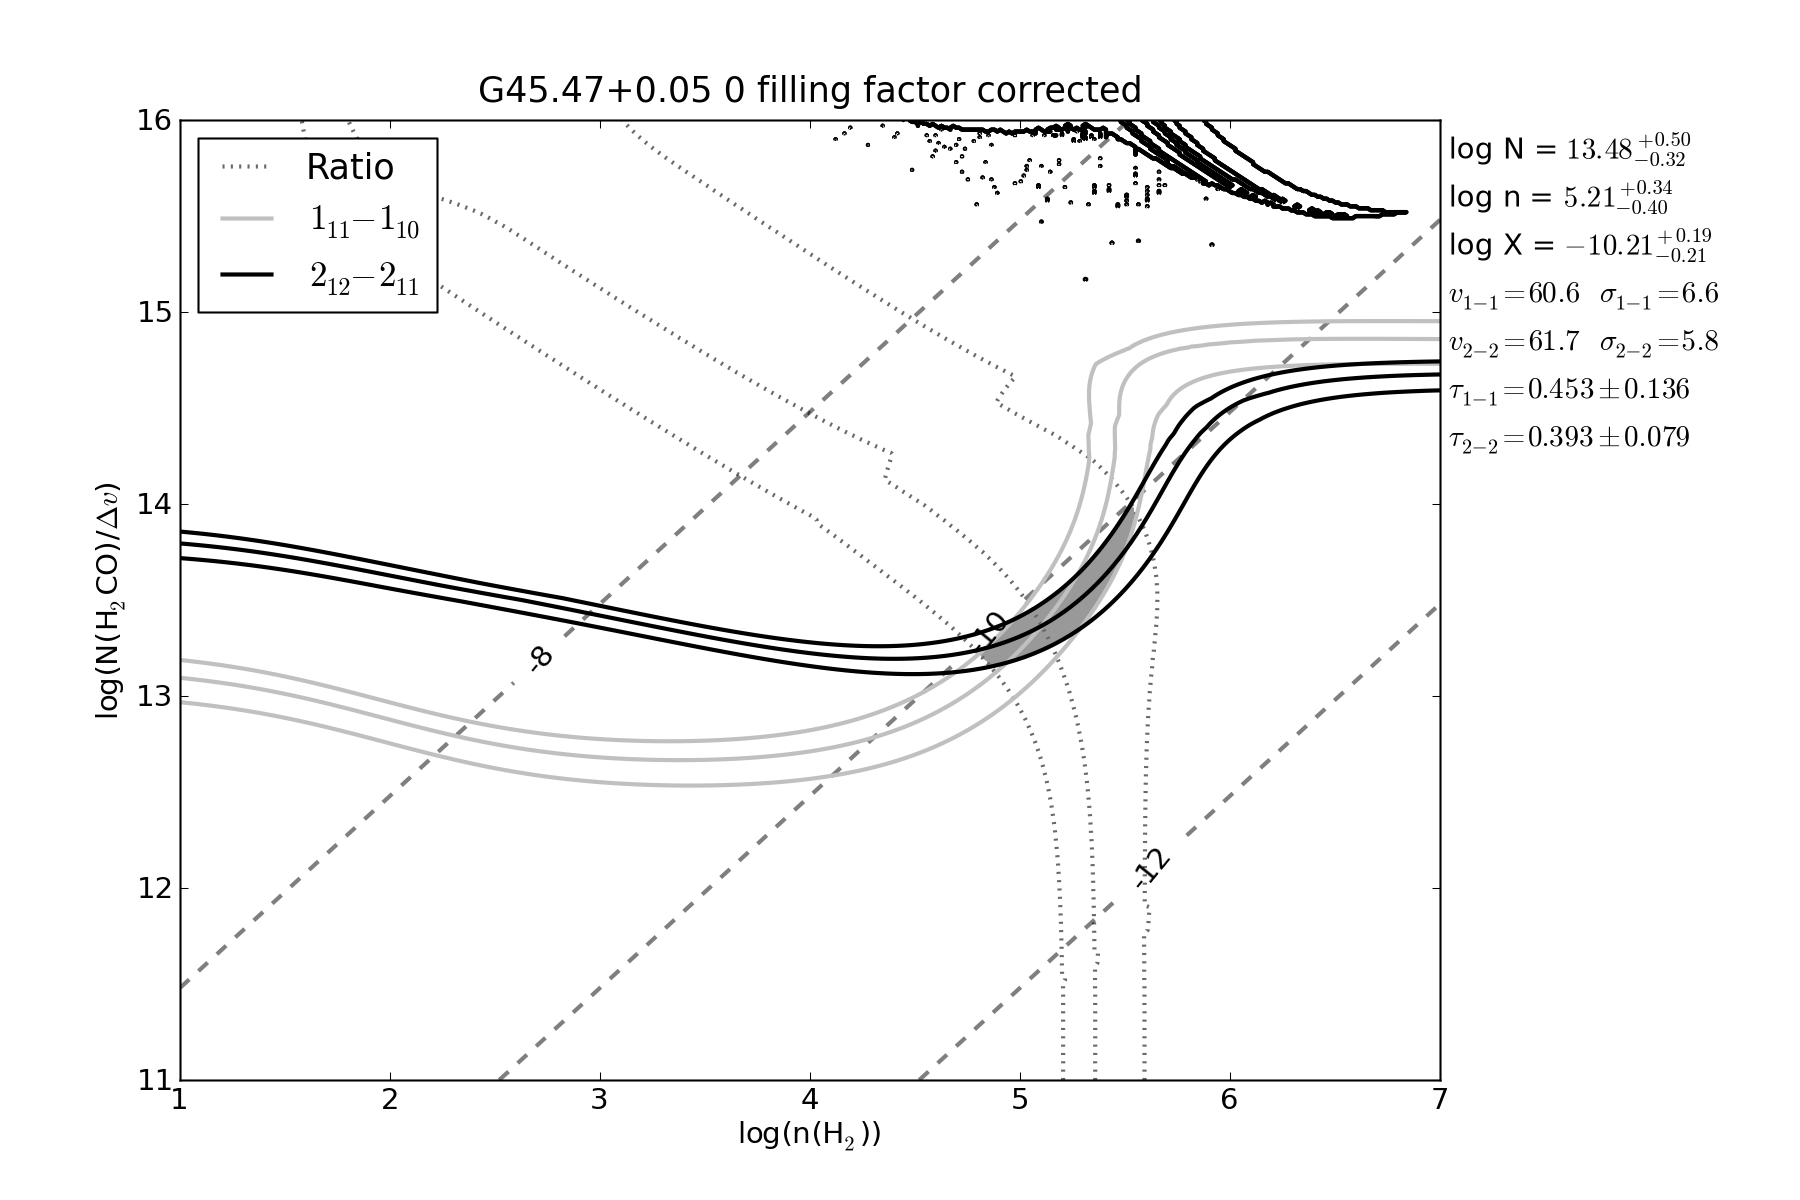 G45.47+0.05 0 filling factor corrected
Ratio
1₁₁−1₁₀
2₁₂−2₁₁
log N = 13.48 +0.50 −0.32
log n = 5.21 +0.34 −0.40
log X = −10.21 +0.19 −0.21
v₁₋₁=60.6 σ₁₋₁=6.6
v₂₋₂=61.7 σ₂₋₂=5.8
τ₁₋₁=0.453±0.136
τ₂₋₂=0.393±0.079
16
15
14
13
12
11
log(N(H₂CO)/Δv)
-8
-10
-12
1 2 3 4 5 6 7
log(n(H₂))